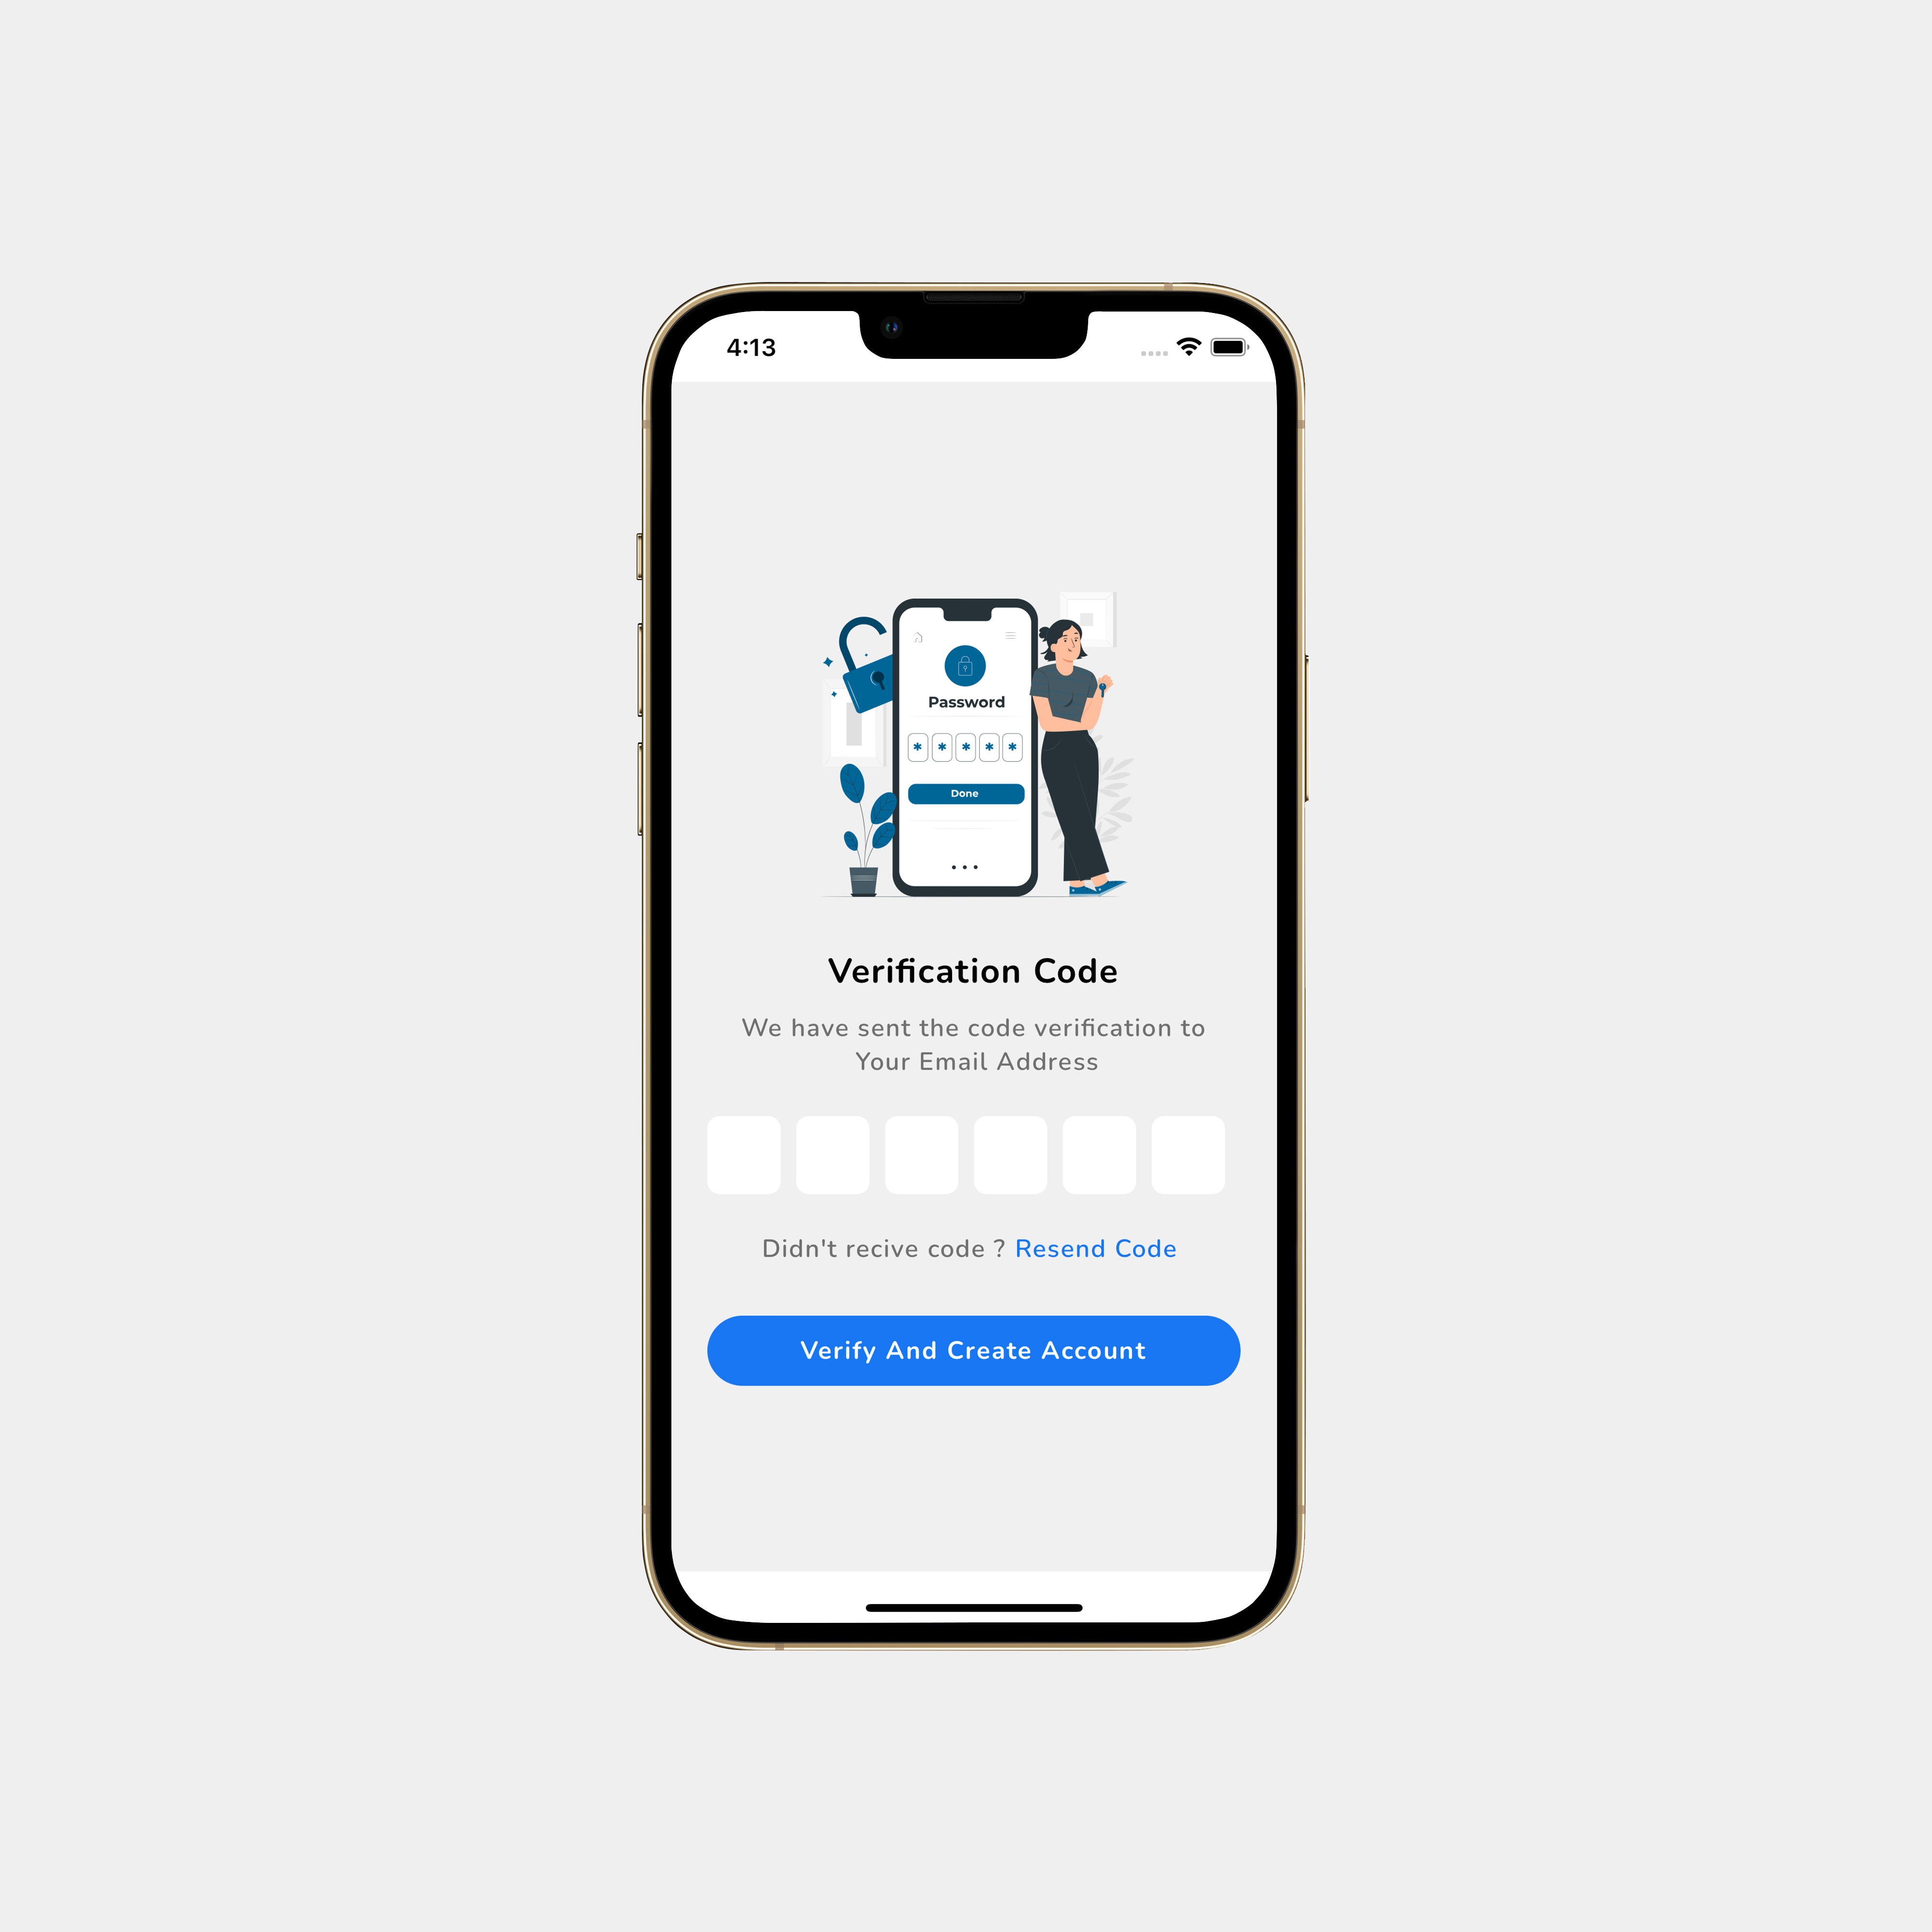 4:13
Password
* * * * *
Done
Verification Code
We have sent the code verification to
Your Email Address
Didn't recive code ? Resend Code
Verify And Create Account